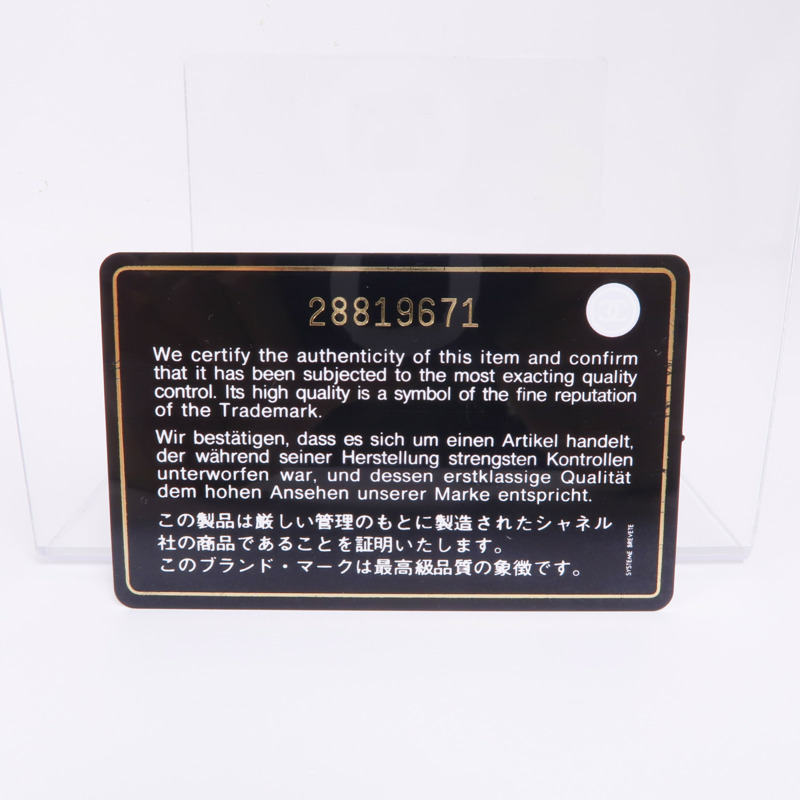 28819671
We certify the authenticity of this item and confirm
that it has been subjected to the most exacting quality
control. Its high quality is a symbol of the fine reputation
of the Trademark.
Wir bestätigen, dass es sich um einen Artikel handelt,
der während seiner Herstellung strengsten Kontrollen
unterworfen war, und dessen erstklassige Qualität
dem hohen Ansehen unserer Marke entspricht.
この製品は厳しい管理のもとに製造されたシャネル
社の商品であることを証明いたします。
このブランド・マークは最高級品質の象徴です。
SYSTEME BREVETE